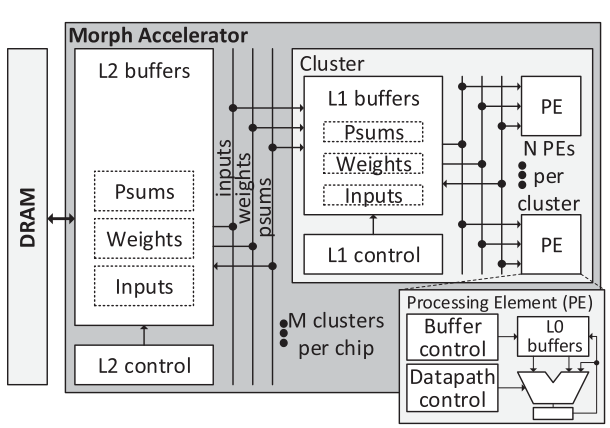 Morph Accelerator
DRAM
L2 buffers
Psums
Weights
Inputs
L2 control
inputs
weights
psums
Cluster
L1 buffers
Psums
Weights
Inputs
L1 control
PE
N PEs
per
cluster
PE
M clusters
per chip
Processing Element (PE)
Buffer
control
L0
buffers
Datapath
control